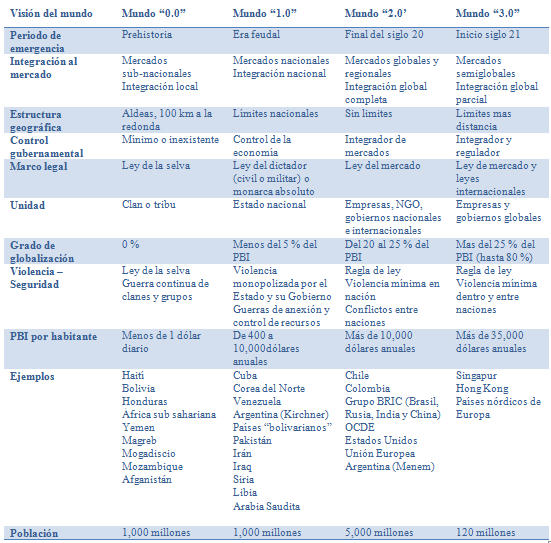 Visión del mundo Mundo “0.0” Mundo “1.0” Mundo “2.0’ Mundo “3.0”
Periodo de emergencia Prehistoria Era feudal Final del siglo 20 Inicio siglo 21
Integración al mercado Mercados sub-nacionales Integración local Mercados nacionales Integración nacional Mercados globales y regionales Integración global completa Mercados semiglobales Integración global parcial
Estructura geográfica Aldeas, 100 km a la redonda Límites nacionales Sin limites Limites mas distancia
Control gubernamental Minimo o inexistente Control de la economía Integrador de mercados Integrador y regulador
Marco legal Ley de la selva Ley del dictador (civil o militar) o monarca absoluto Ley del mercado Ley de mercado y leyes internacionales
Unidad Clan o tribu Estado nacional Empresas, NGO, gobiernos nacionales e internacionales Empresas y gobiernos globales
Grado de globalización 0 % Menos del 5 % del PBI Del 20 al 25 % del PBI Mas del 25 % del PBI (hasta 80 %)
Violencia – Seguridad Ley de la selva Guerra continua de clanes y grupos Violencia monopolizada por el Estado y su Gobierno Guerras de anexión y control de recursos Regla de ley Violencia mínima en nación Conflictos entre naciones Regla de ley Violencia mínima dentro y entre naciones
PBI por habitante Menos de 1 dólar diario De 400 a 10,000dólares anuales Más de 10,000 dólares anuales Más de 35,000 dólares anuales
Ejemplos Haití Bolivia Honduras Africa sub sahariana Yemen Magreb Mogadiscio Mozambique Afganistán Cuba Corea del Norte Venezuela Argentina (Kirchner) Países “bolivarianos” Pakistán Irán Iraq Siria Libia Arabia Saudita Chile Colombia Grupo BRIC (Brasil, Rusia, India y China) OCDE Estados Unidos Unión Europea Argentina (Menem) Singapur Hong Kong Países nórdicos de Europa
Población 1,000 millones 1,000 millones 5,000 millones 120 millones